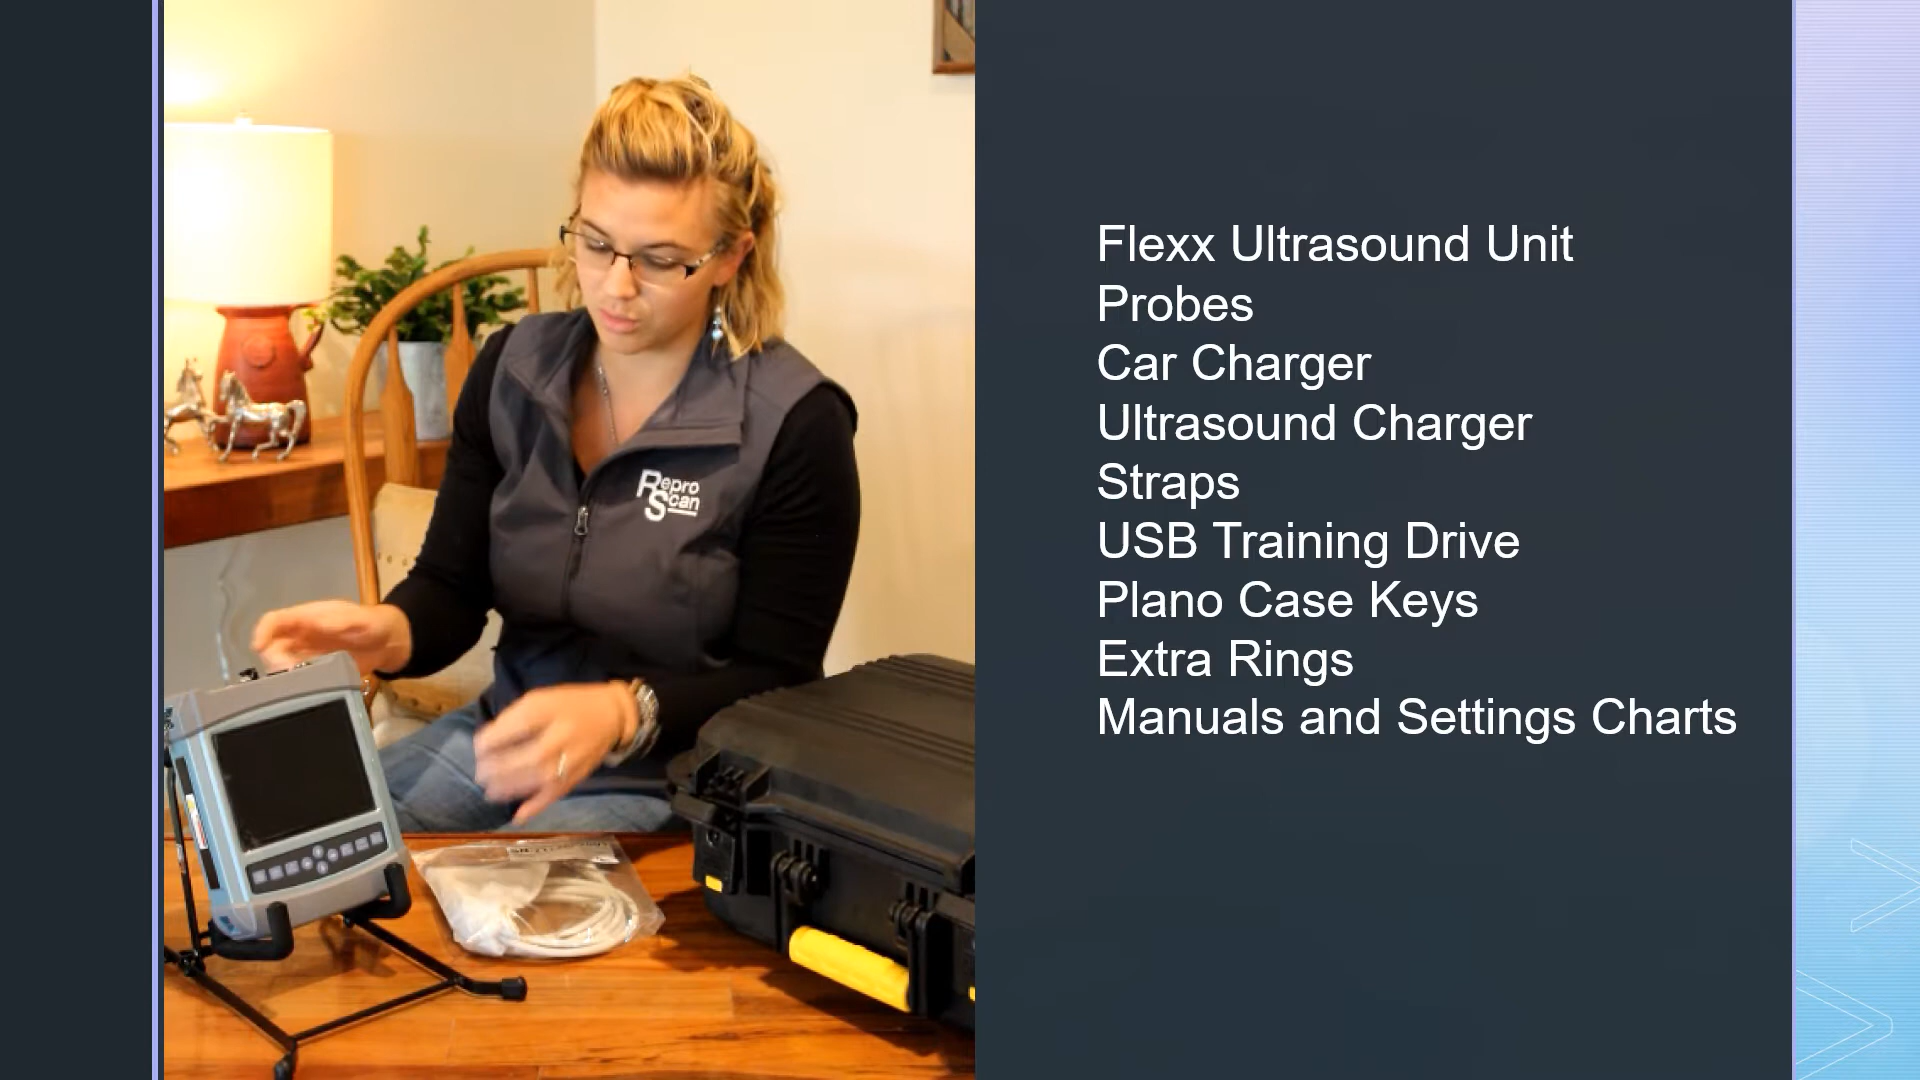 Repro
Scan
Flexx Ultrasound Unit
Probes
Car Charger
Ultrasound Charger
Straps
USB Training Drive
Plano Case Keys
Extra Rings
Manuals and Settings Charts